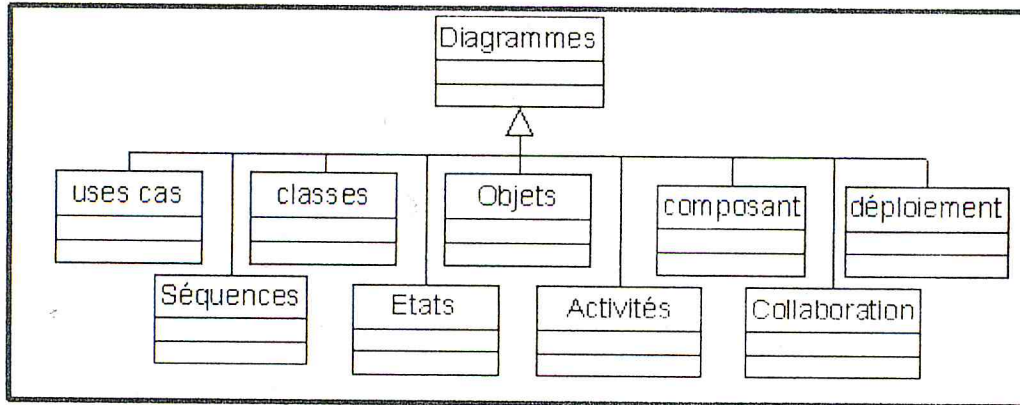 Diagrammes
uses cas
classes
Objets
composant
déploiement
Séquences
Etats
Activités
Collaboration